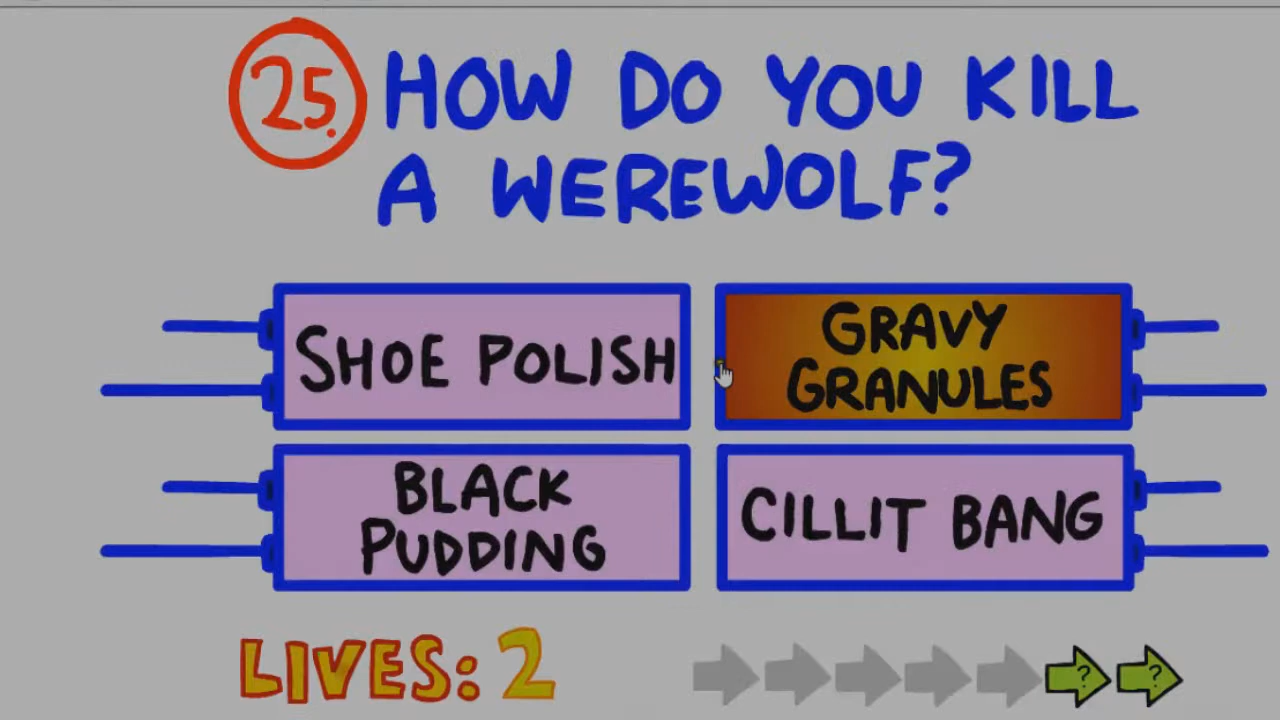 25. HOW DO YOU KILL
A WEREWOLF?
SHOE POLISH
GRAVY
GRANULES
BLACK
PUDDING
CILLIT BANG
LIVES: 2
? ?